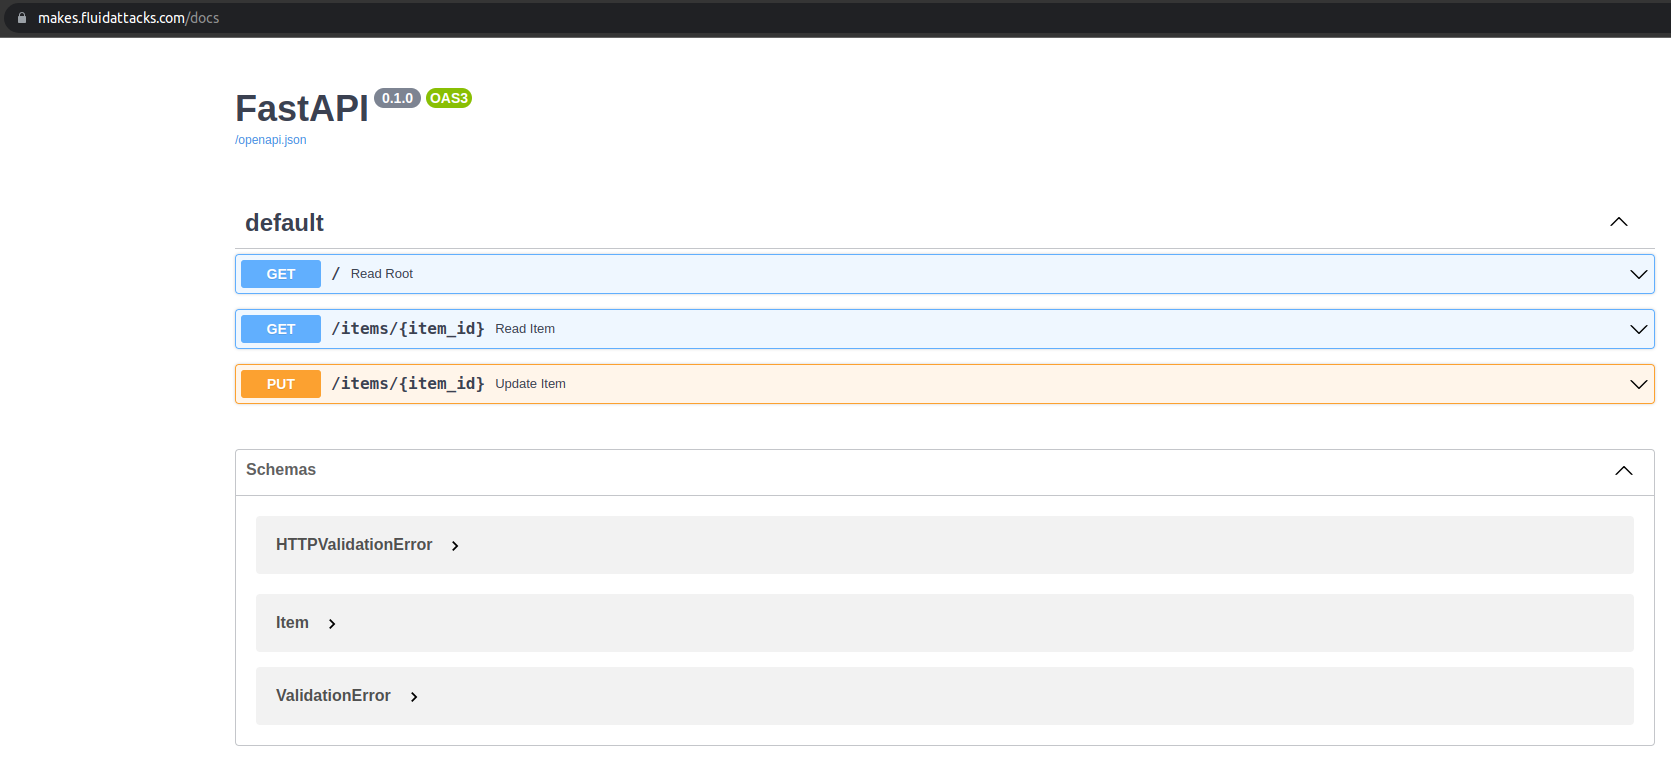 makes.fluidattacks.com/docs
FastAPI 0.1.0 OAS3
/openapi.json
default
GET / Read Root
GET /items/{item_id} Read Item
PUT /items/{item_id} Update Item
Schemas
HTTPValidationError
Item
ValidationError